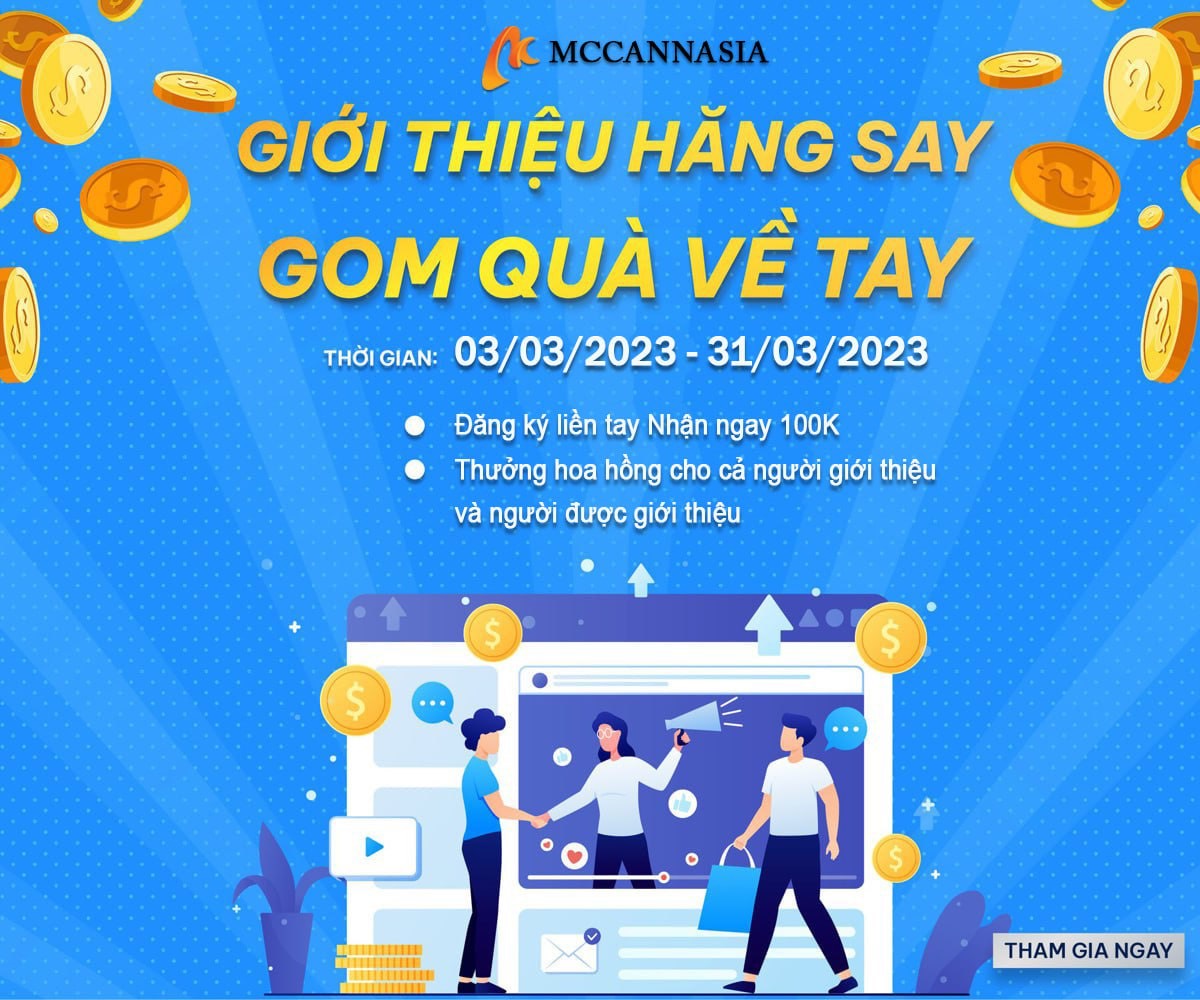 MCCANNASIA
GIỚI THIỆU HĂNG SAY
GOM QUÀ VỀ TAY
THỜI GIAN: 03/03/2023 - 31/03/2023
Đăng ký liền tay Nhận ngay 100K
Thưởng hoa hồng cho cả người giới thiệu
và người được giới thiệu
THAM GIA NGAY